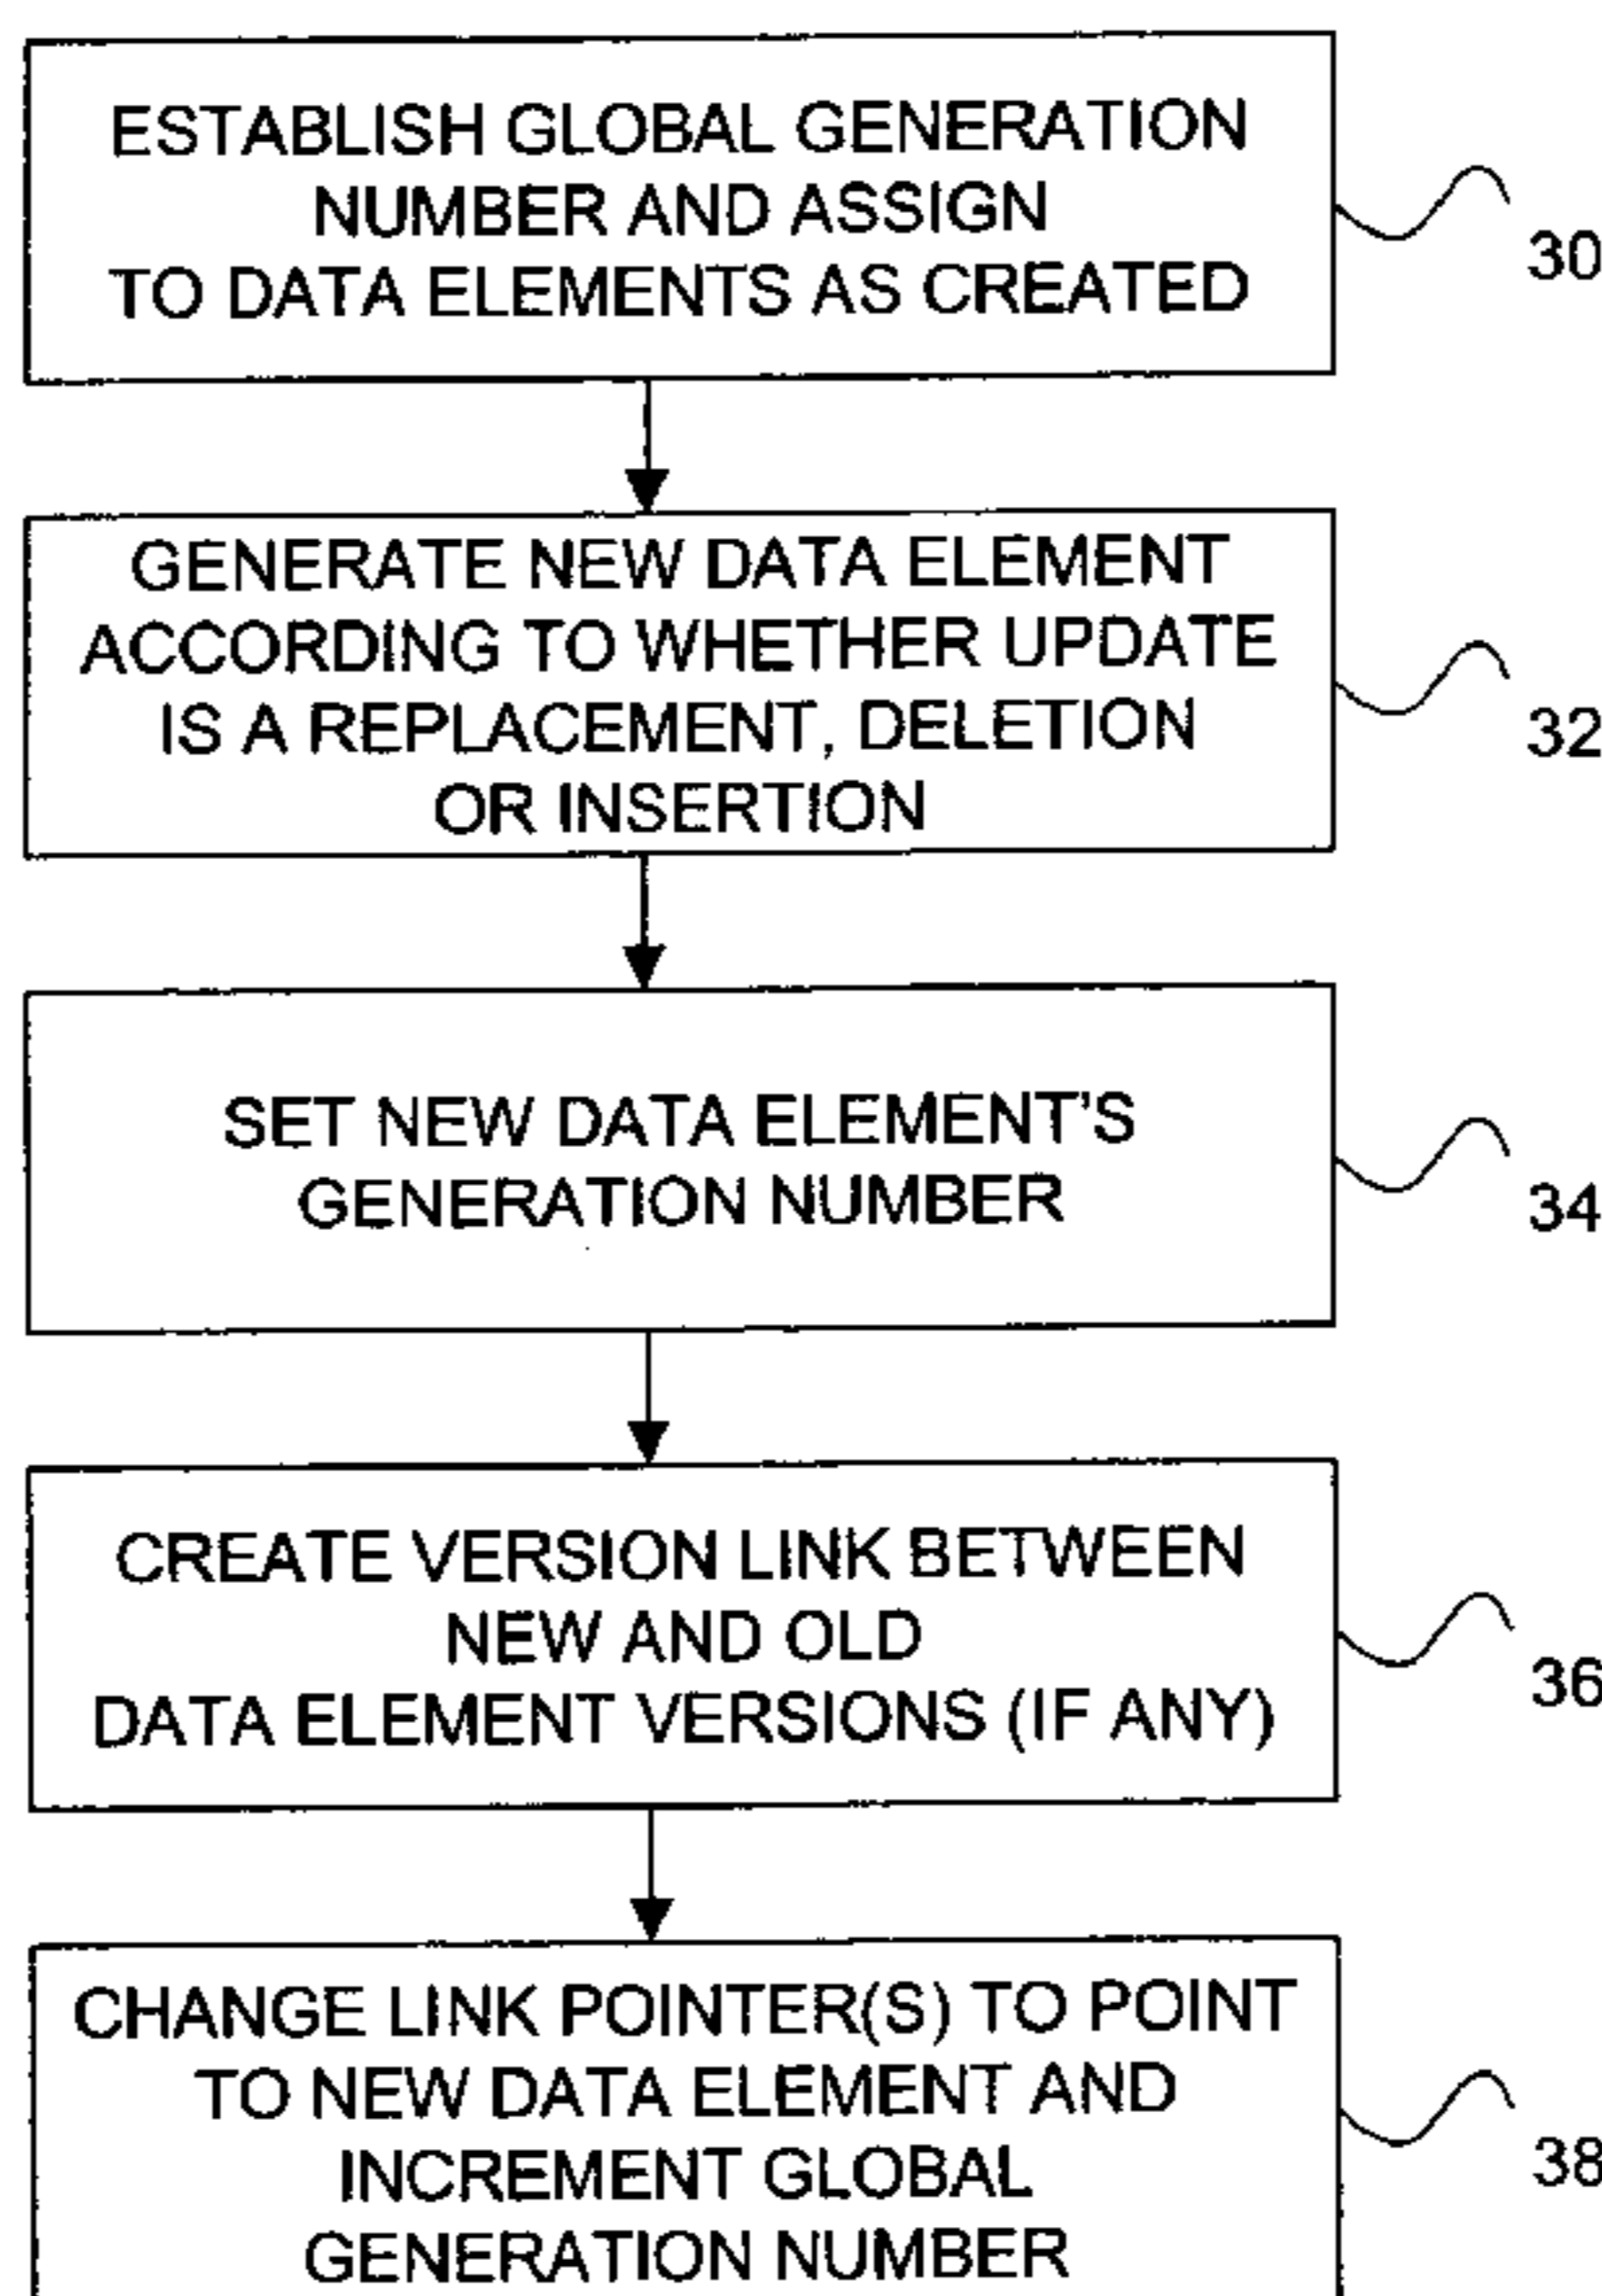 ESTABLISH GLOBAL GENERATION
NUMBER AND ASSIGN
TO DATA ELEMENTS AS CREATED
30
GENERATE NEW DATA ELEMENT
ACCORDING TO WHETHER UPDATE
IS A REPLACEMENT, DELETION
OR INSERTION
32
SET NEW DATA ELEMENT'S
GENERATION NUMBER
34
CREATE VERSION LINK BETWEEN
NEW AND OLD
DATA ELEMENT VERSIONS (IF ANY)
36
CHANGE LINK POINTER(S) TO POINT
TO NEW DATA ELEMENT AND
INCREMENT GLOBAL
GENERATION NUMBER
38